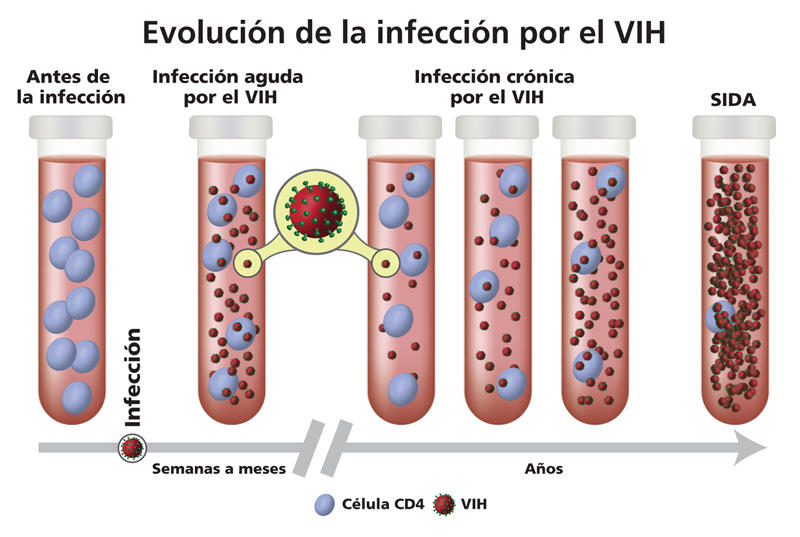 Evolución de la infección por el VIH
Antes de
la infección
Infección aguda
por el VIH
Infección crónica
por el VIH
SIDA
Infección
Semanas a meses
Años
Célula CD4
VIH